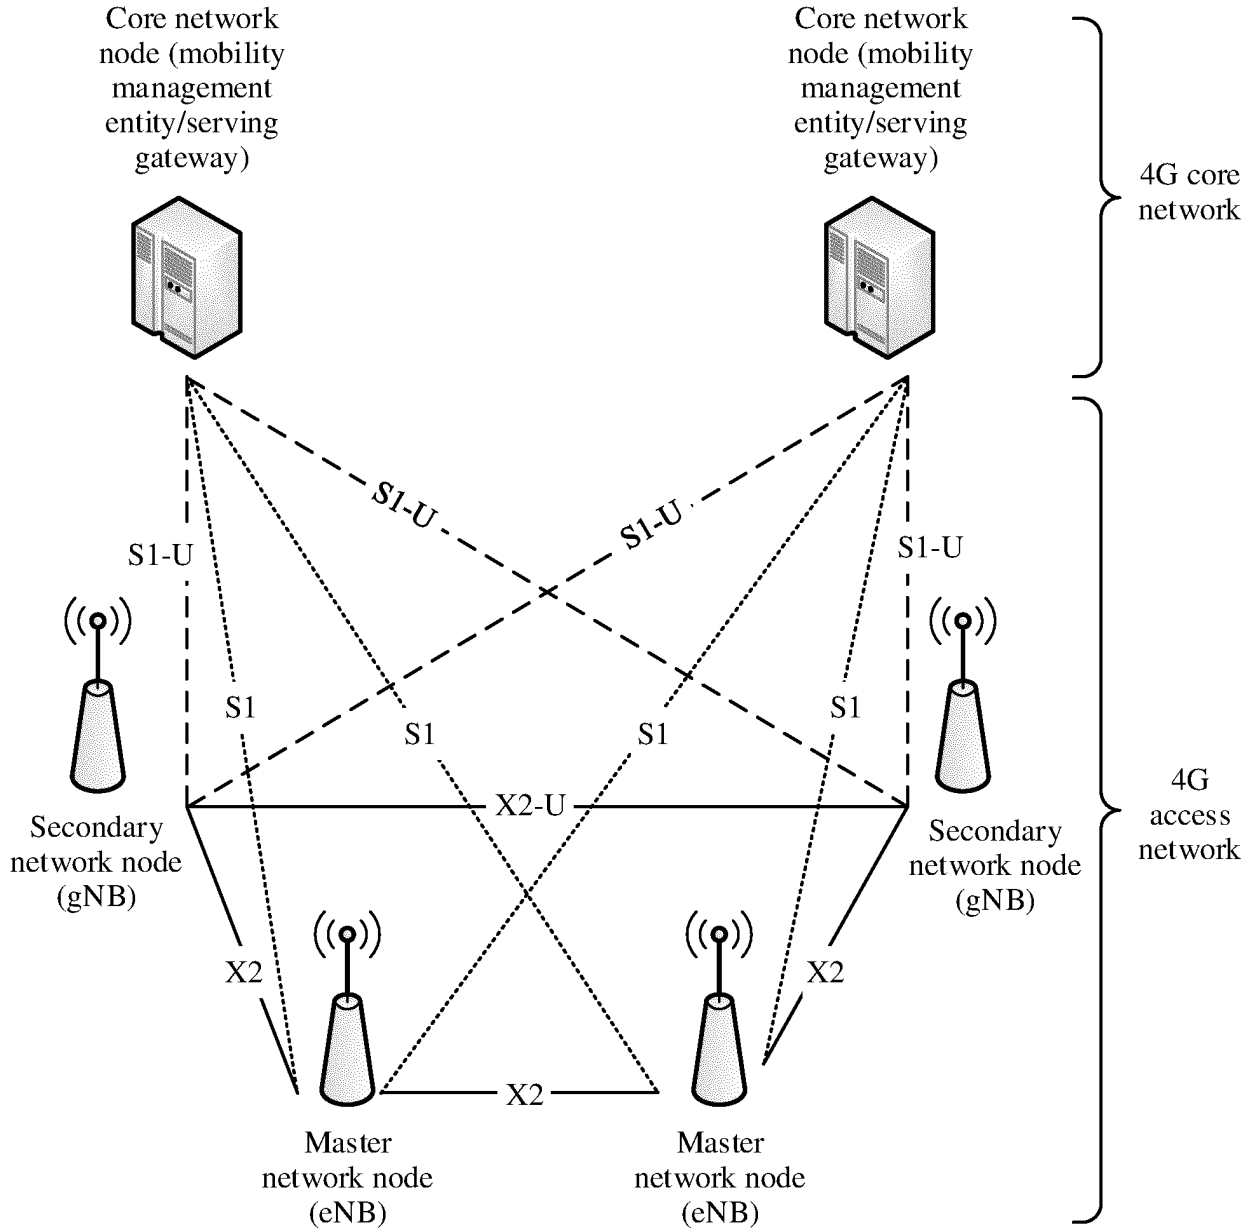 Core network
node (mobility
management
entity/serving
gateway)
Core network
node (mobility
management
entity/serving
gateway)
4G core
network
S1-U
S1-U
S1-U
S1-U
S1
S1
S1
S1
X2-U
Secondary
network node
(gNB)
Secondary
network node
(gNB)
4G
access
network
X2
X2
X2
Master
network node
(eNB)
Master
network node
(eNB)